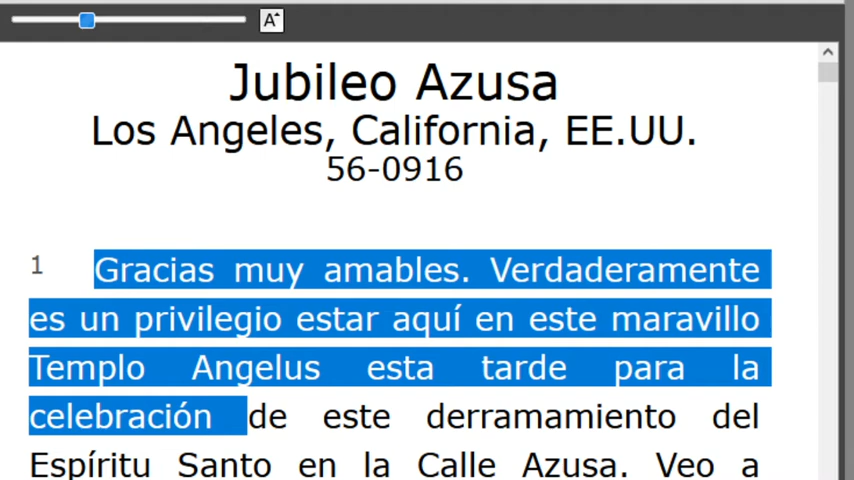 A
Jubileo Azusa
Los Angeles, California, EE.UU.
56-0916
1 Gracias muy amables. Verdaderamente
es un privilegio estar aquí en este maravillo
Templo Angelus esta tarde para la
celebración de este derramamiento del
Espíritu Santo en la Calle Azusa. Veo a